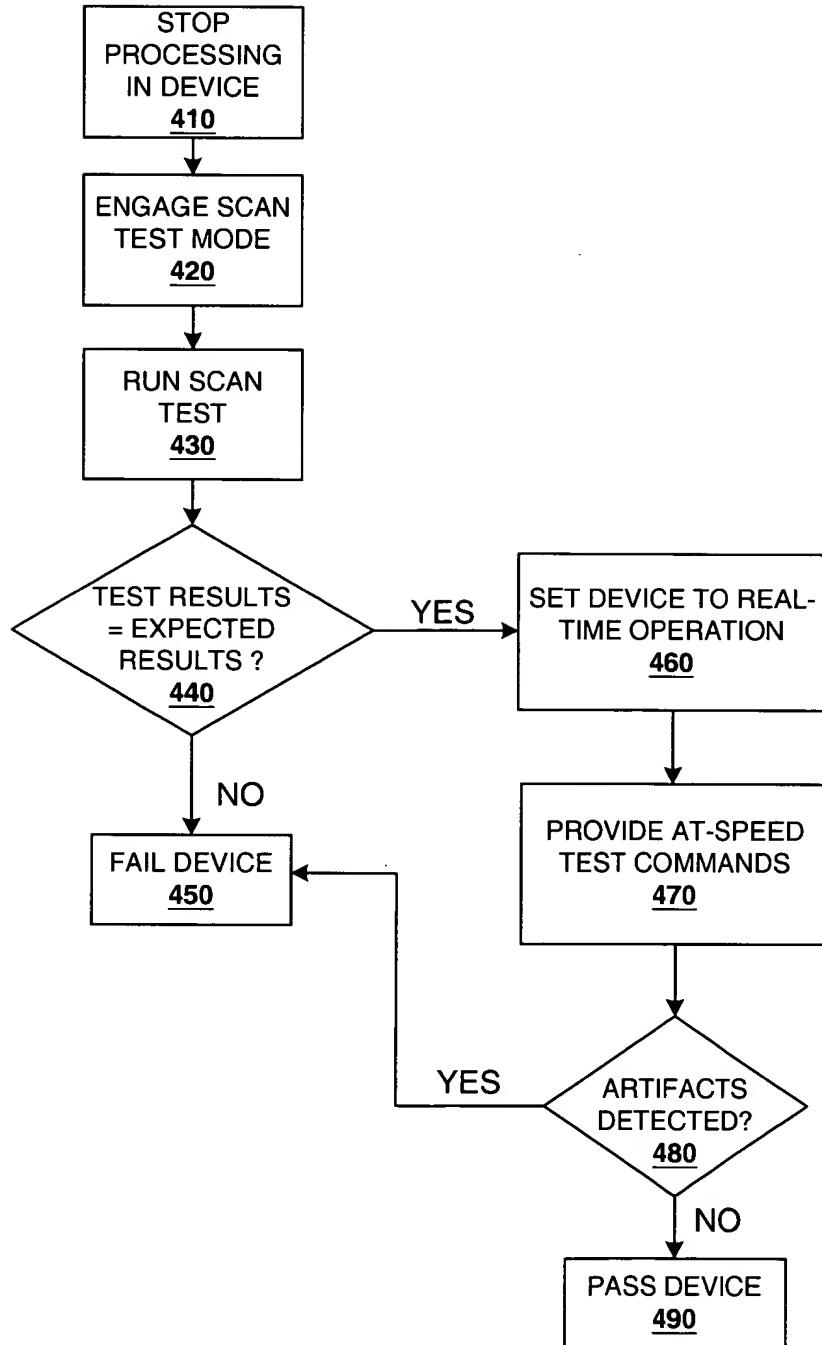 STOP
PROCESSING
IN DEVICE
410
ENGAGE SCAN
TEST MODE
420
RUN SCAN
TEST
430
TEST RESULTS
= EXPECTED
RESULTS ?
440
YES
NO
FAIL DEVICE
450
SET DEVICE TO REAL-
TIME OPERATION
460
PROVIDE AT-SPEED
TEST COMMANDS
470
ARTIFACTS
DETECTED?
480
YES
NO
PASS DEVICE
490